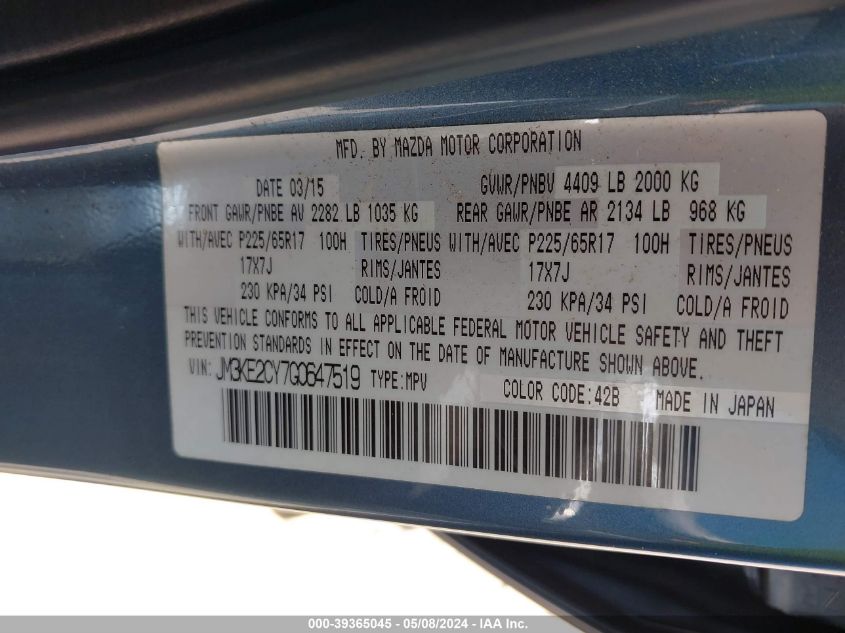 MFD. BY MAZDA MOTOR CORPORATION
DATE 03/15 GVWR/PNBV 4409 LB 2000 KG
FRONT GAWR/PNBE AV 2282 LB 1035 KG REAR GAWR/PNBE AR 2134 LB 968 KG
WITH/AVEC P225/65R17 100H TIRES/PNEUS WITH/AVEC P225/65R17 100H TIRES/PNEUS
17X7J RIMS/JANTES 17X7J RIMS/JANTES
230 KPA/34 PSI COLD/A FROID 230 KPA/34 PSI COLD/A FROID
THIS VEHICLE CONFORMS TO ALL APPLICABLE FEDERAL MOTOR VEHICLE SAFETY AND THEFT
PREVENTION STANDARDS IN EFFECT ON THE DATE OF MANUFACTURE SHOWN ABOVE.
VIN: JM3KE2CY7G0647519 TYPE:MPV COLOR CODE:42B MADE IN JAPAN
000-39365045 - 05/08/2024 - IAA Inc.